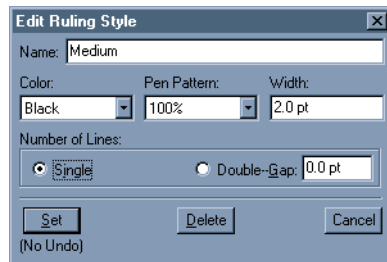 Edit Ruling Style
Name: Medium
Color: Pen Pattern: Width:
Black 100% 2.0 pt
Number of Lines:
Single Double--Gap: 0.0 pt
Set Delete Cancel
(No Undo)